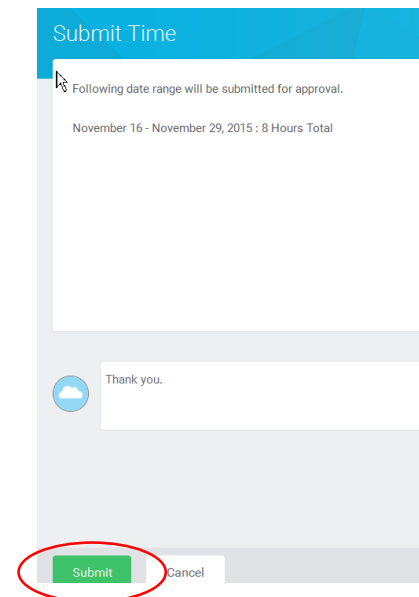 Submit Time
Following date range will be submitted for approval.
November 16 - November 29, 2015 : 8 Hours Total
Thank you.
Submit
Cancel